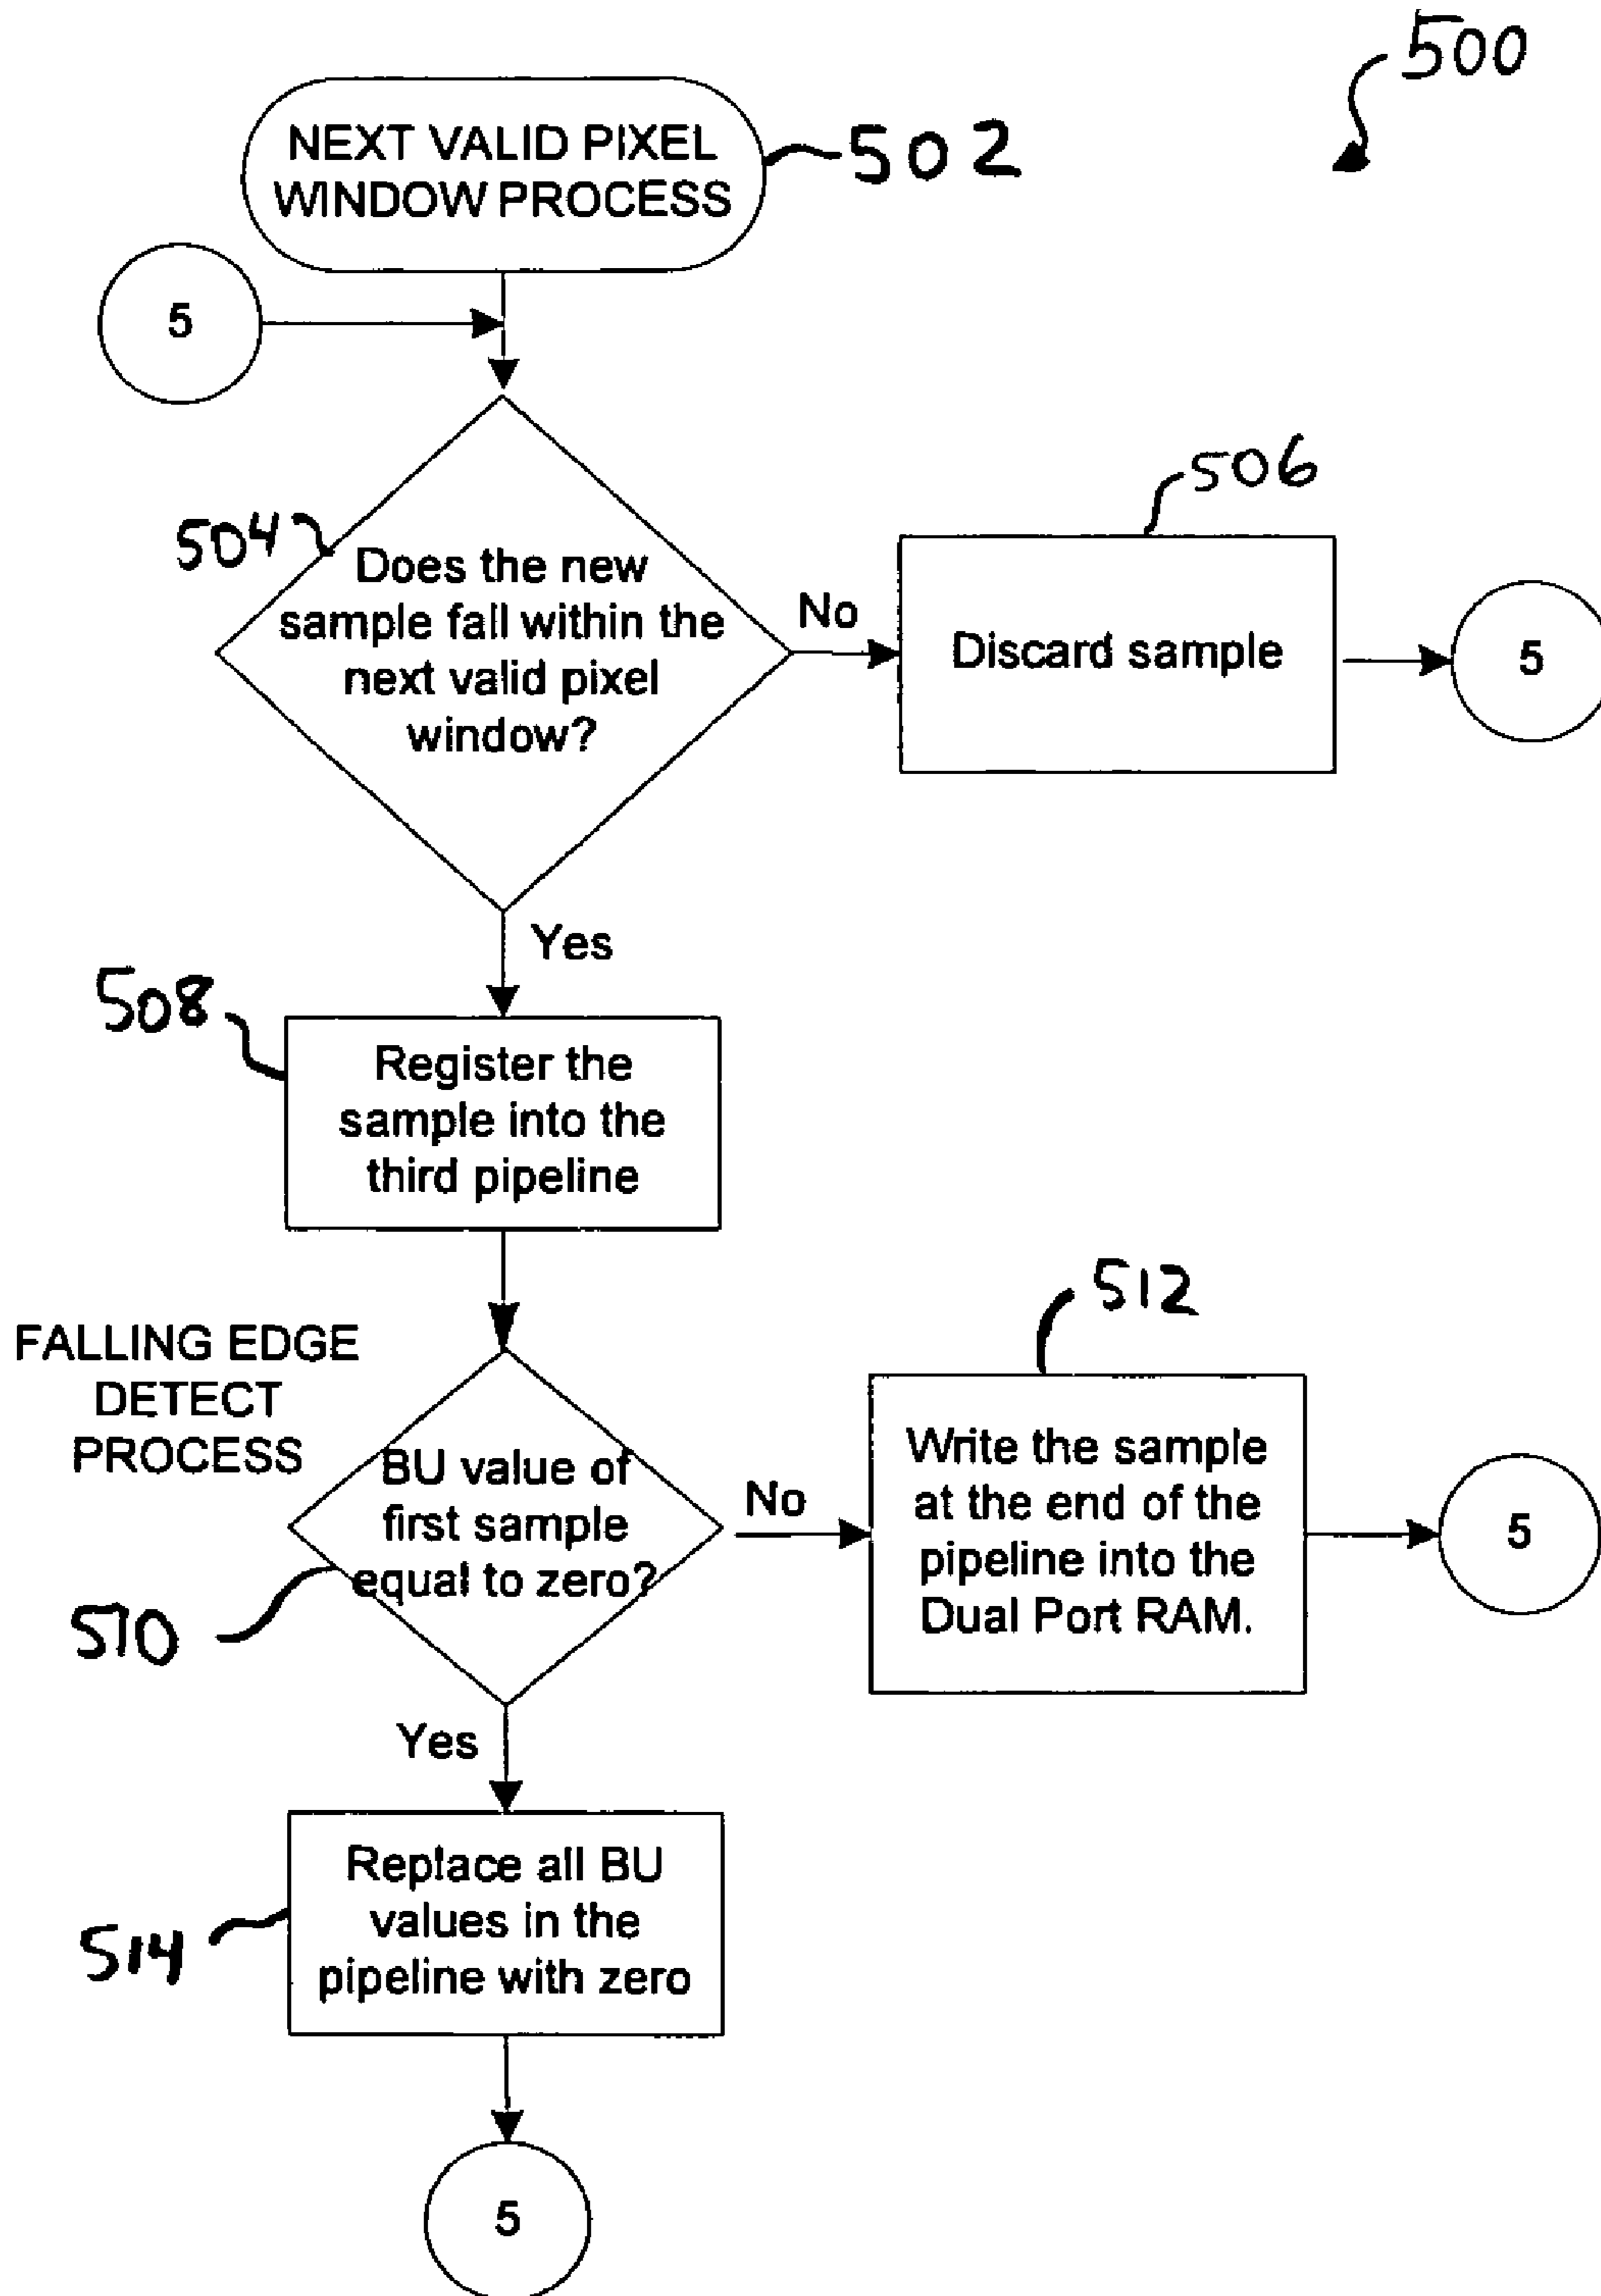 500
NEXT VALID PIXEL
WINDOW PROCESS
502
5
504
Does the new
sample fall within the
next valid pixel
window?
No
506
Discard sample
5
Yes
508
Register the
sample into the
third pipeline
FALLING EDGE
DETECT
PROCESS
BU value of
first sample
equal to zero?
510
No
512
Write the sample
at the end of the
pipeline into the
Dual Port RAM.
5
Yes
514
Replace all BU
values in the
pipeline with zero
5